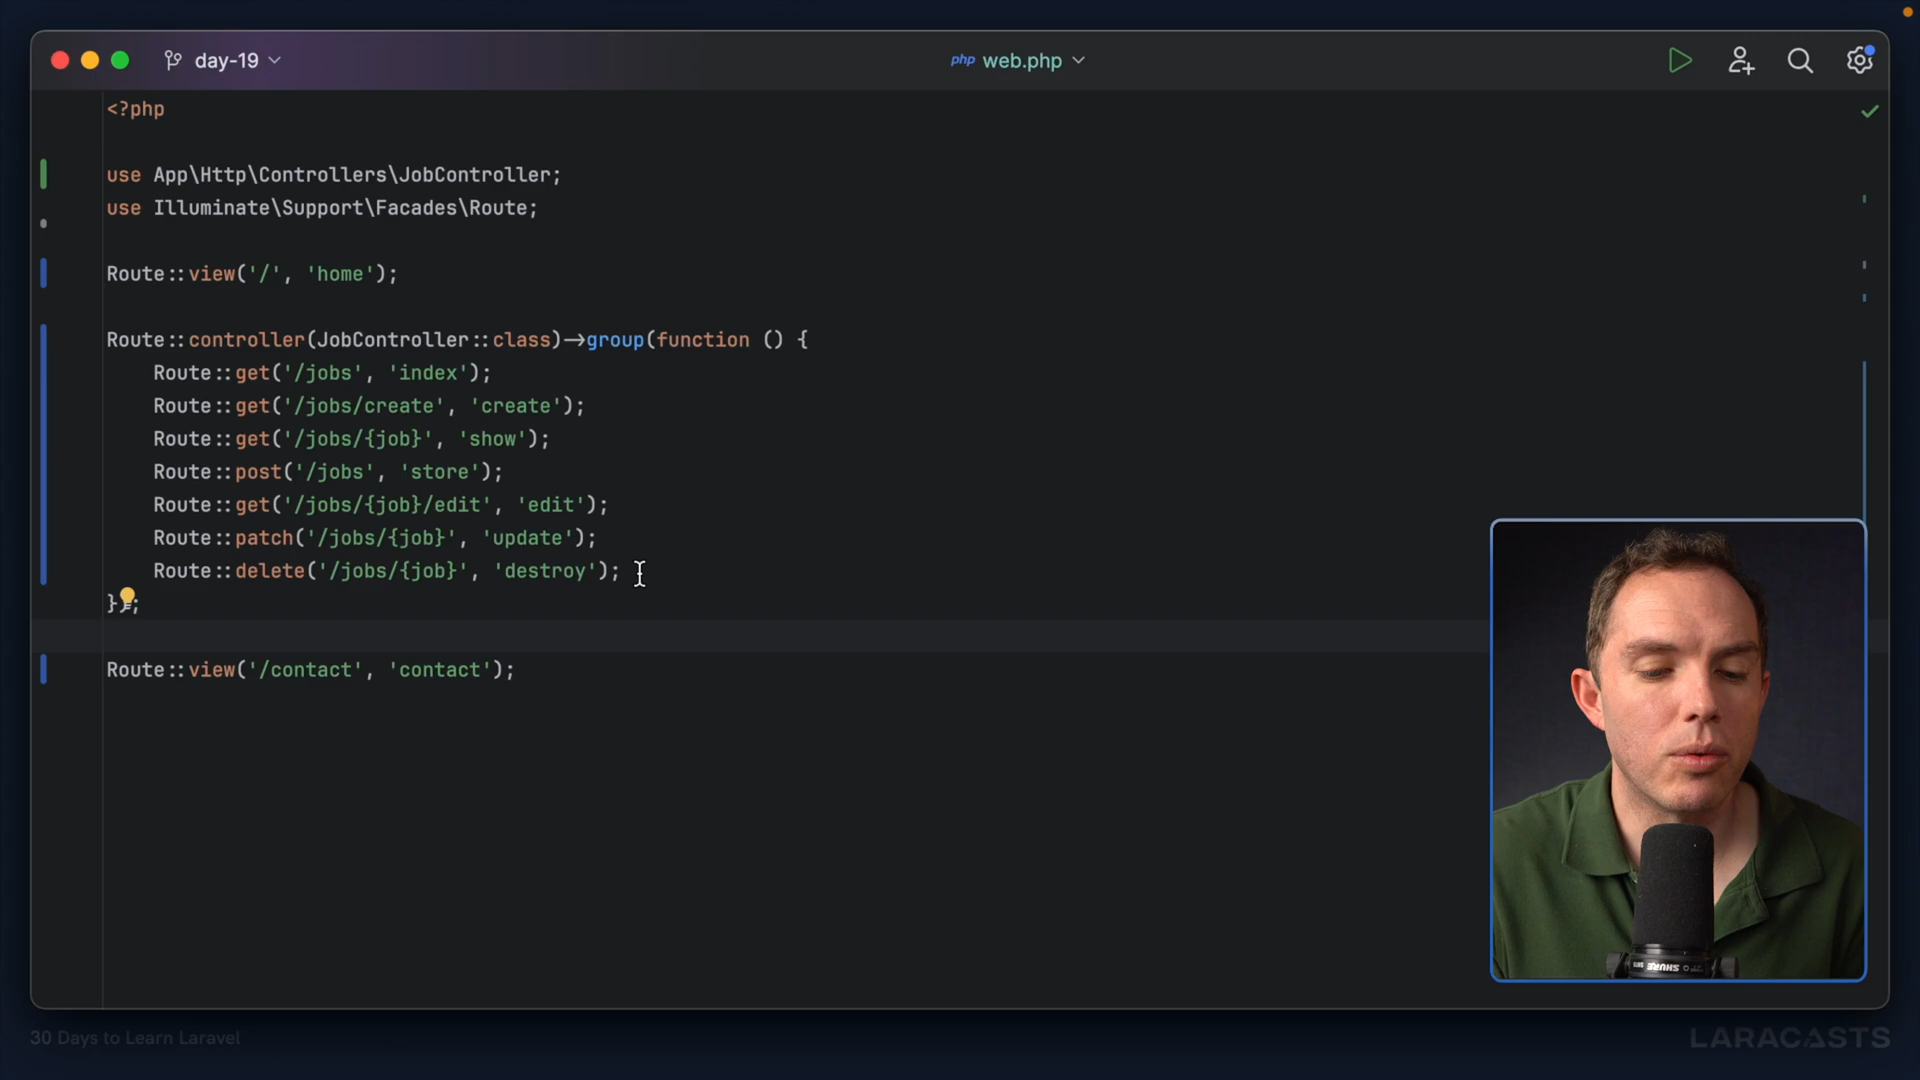 day-19
php web.php
<?php
use App\Http\Controllers\JobController;
use Illuminate\Support\Facades\Route;
Route::view('/', 'home');
Route::controller(JobController::class)->group(function () {
Route::get('/jobs', 'index');
Route::get('/jobs/create', 'create');
Route::get('/jobs/{job}', 'show');
Route::post('/jobs', 'store');
Route::get('/jobs/{job}/edit', 'edit');
Route::patch('/jobs/{job}', 'update');
Route::delete('/jobs/{job}', 'destroy');
});
Route::view('/contact', 'contact');
SHURE
30 Days to Learn Laravel
LARACASTS